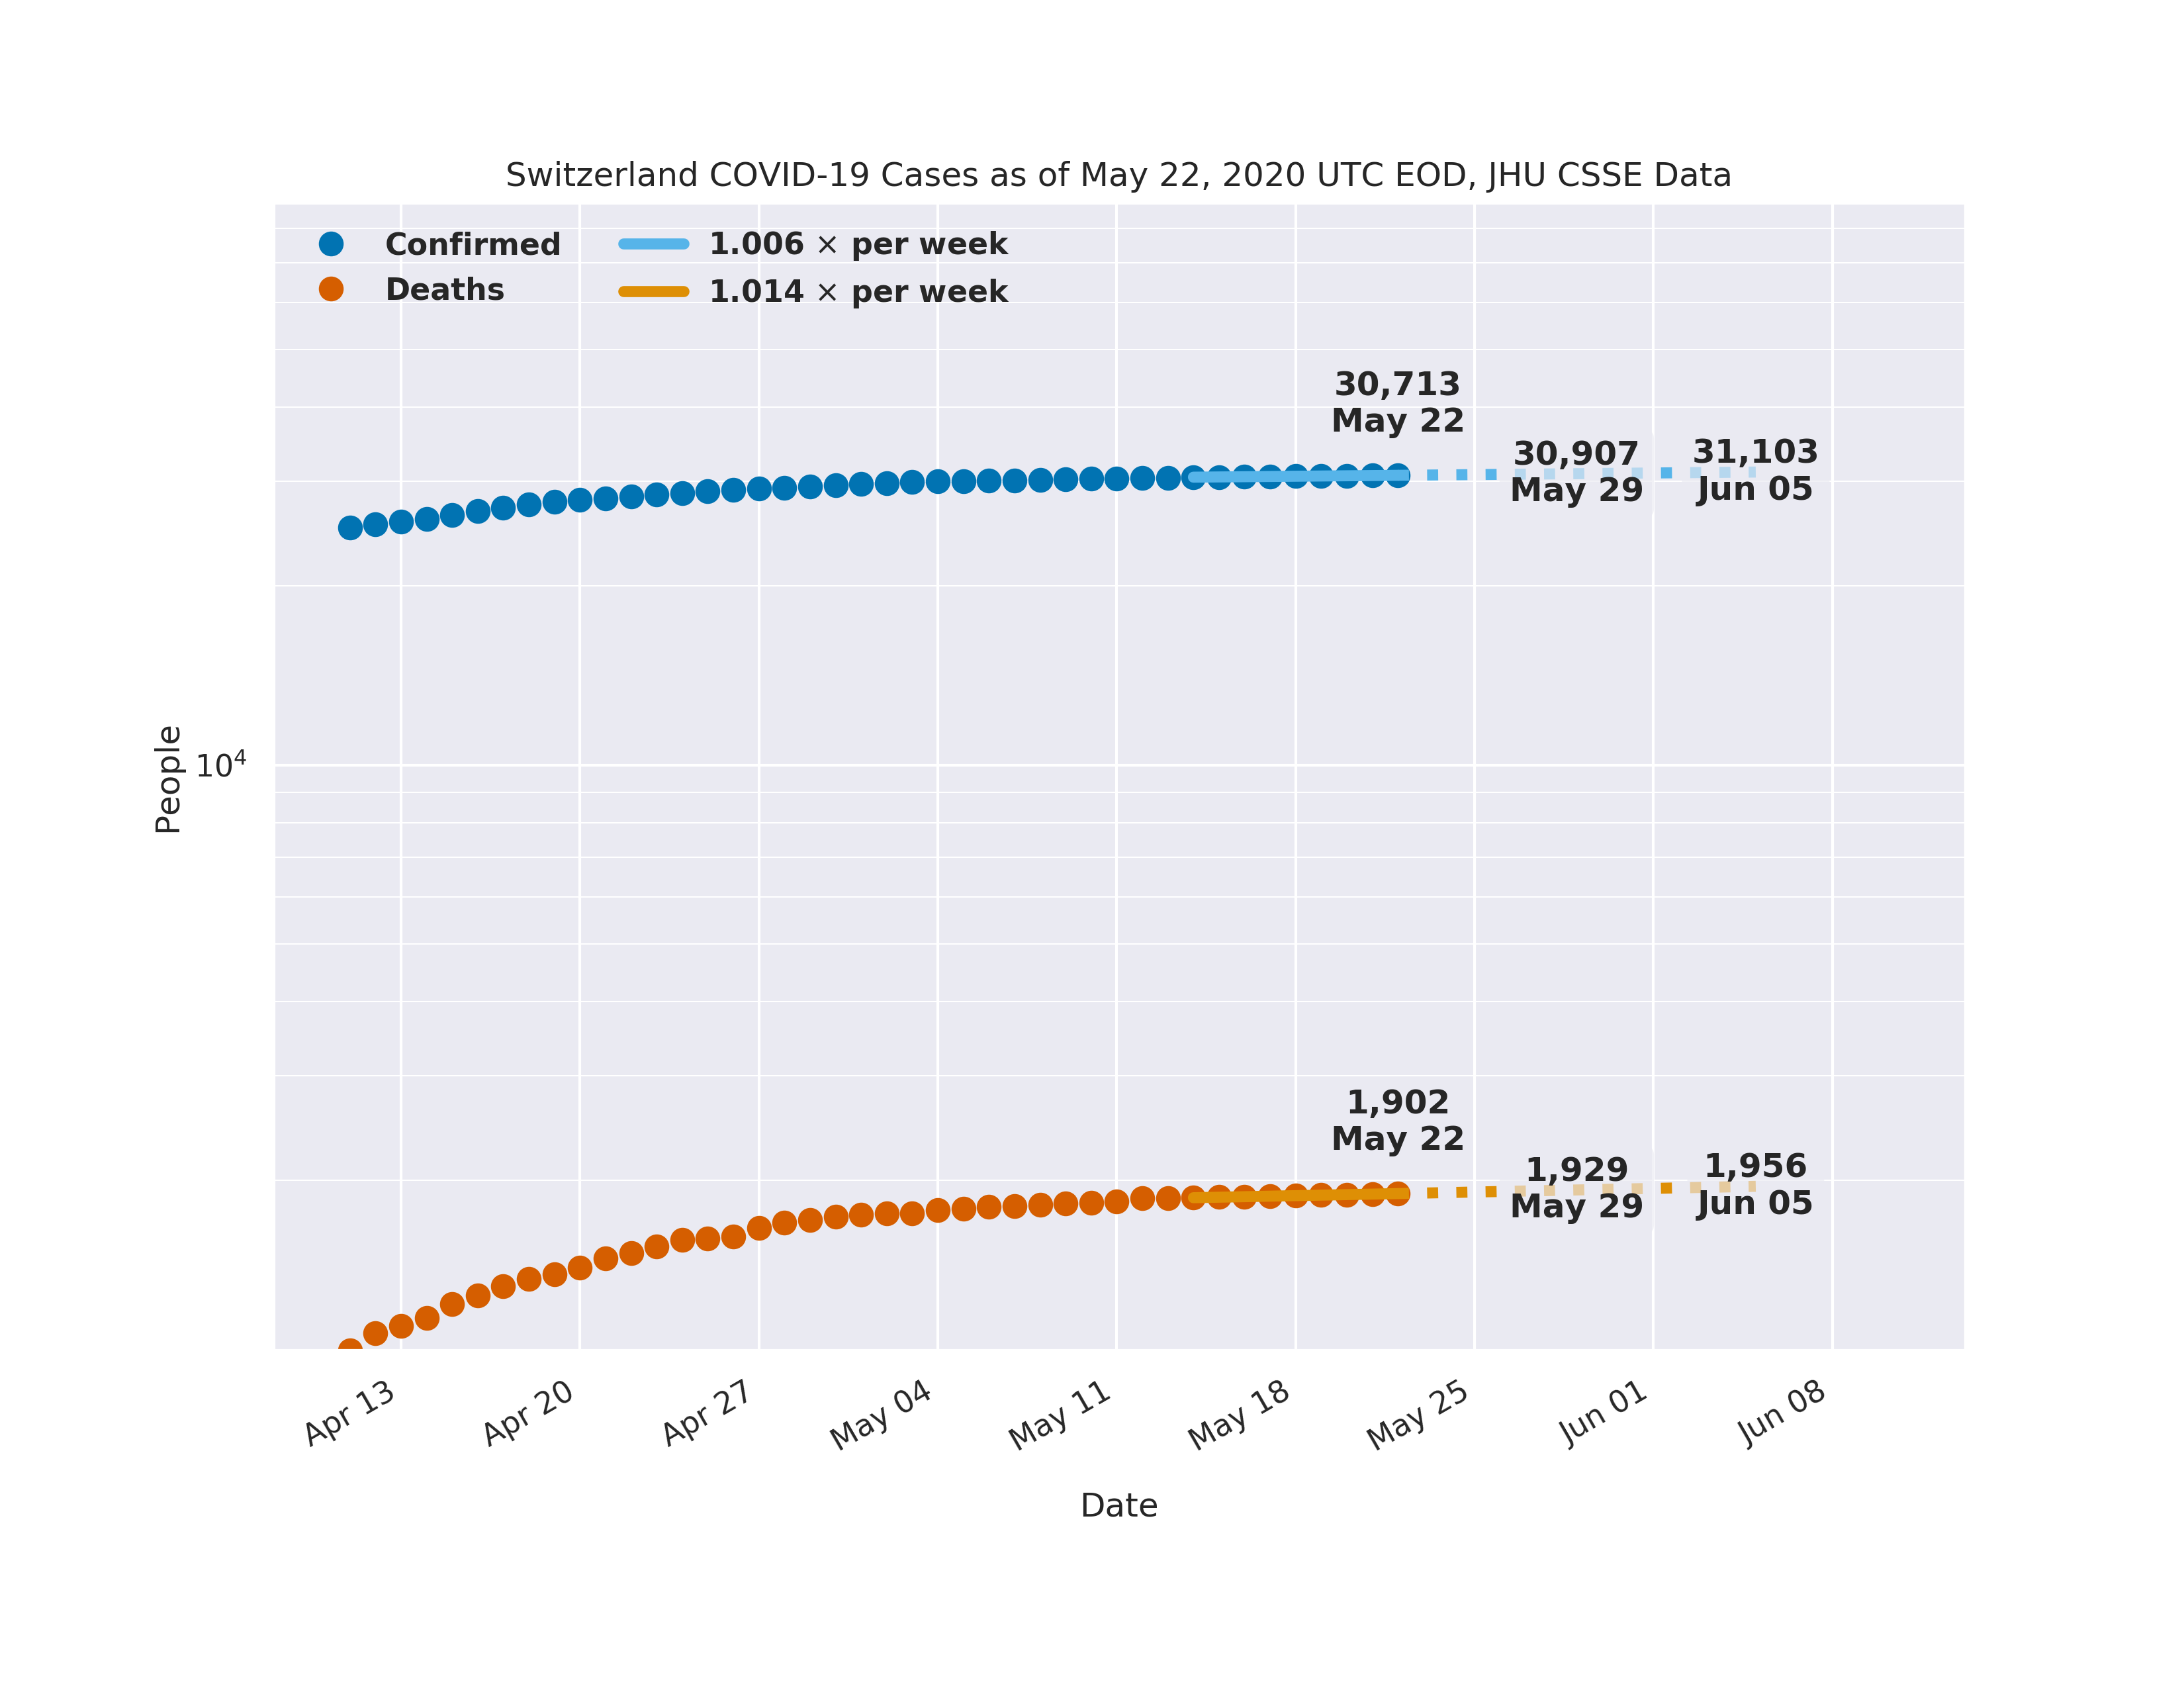 Switzerland COVID-19 Cases as of May 22, 2020 UTC EOD, JHU CSSE Data
Confirmed
Deaths
1.006 × per week
1.014 × per week
30,713
May 22
30,907
May 29
31,103
Jun 05
People
10⁴
1,902
May 22
1,929
May 29
1,956
Jun 05
Apr 13
Apr 20
Apr 27
May 04
May 11
May 18
May 25
Jun 01
Jun 08
Date